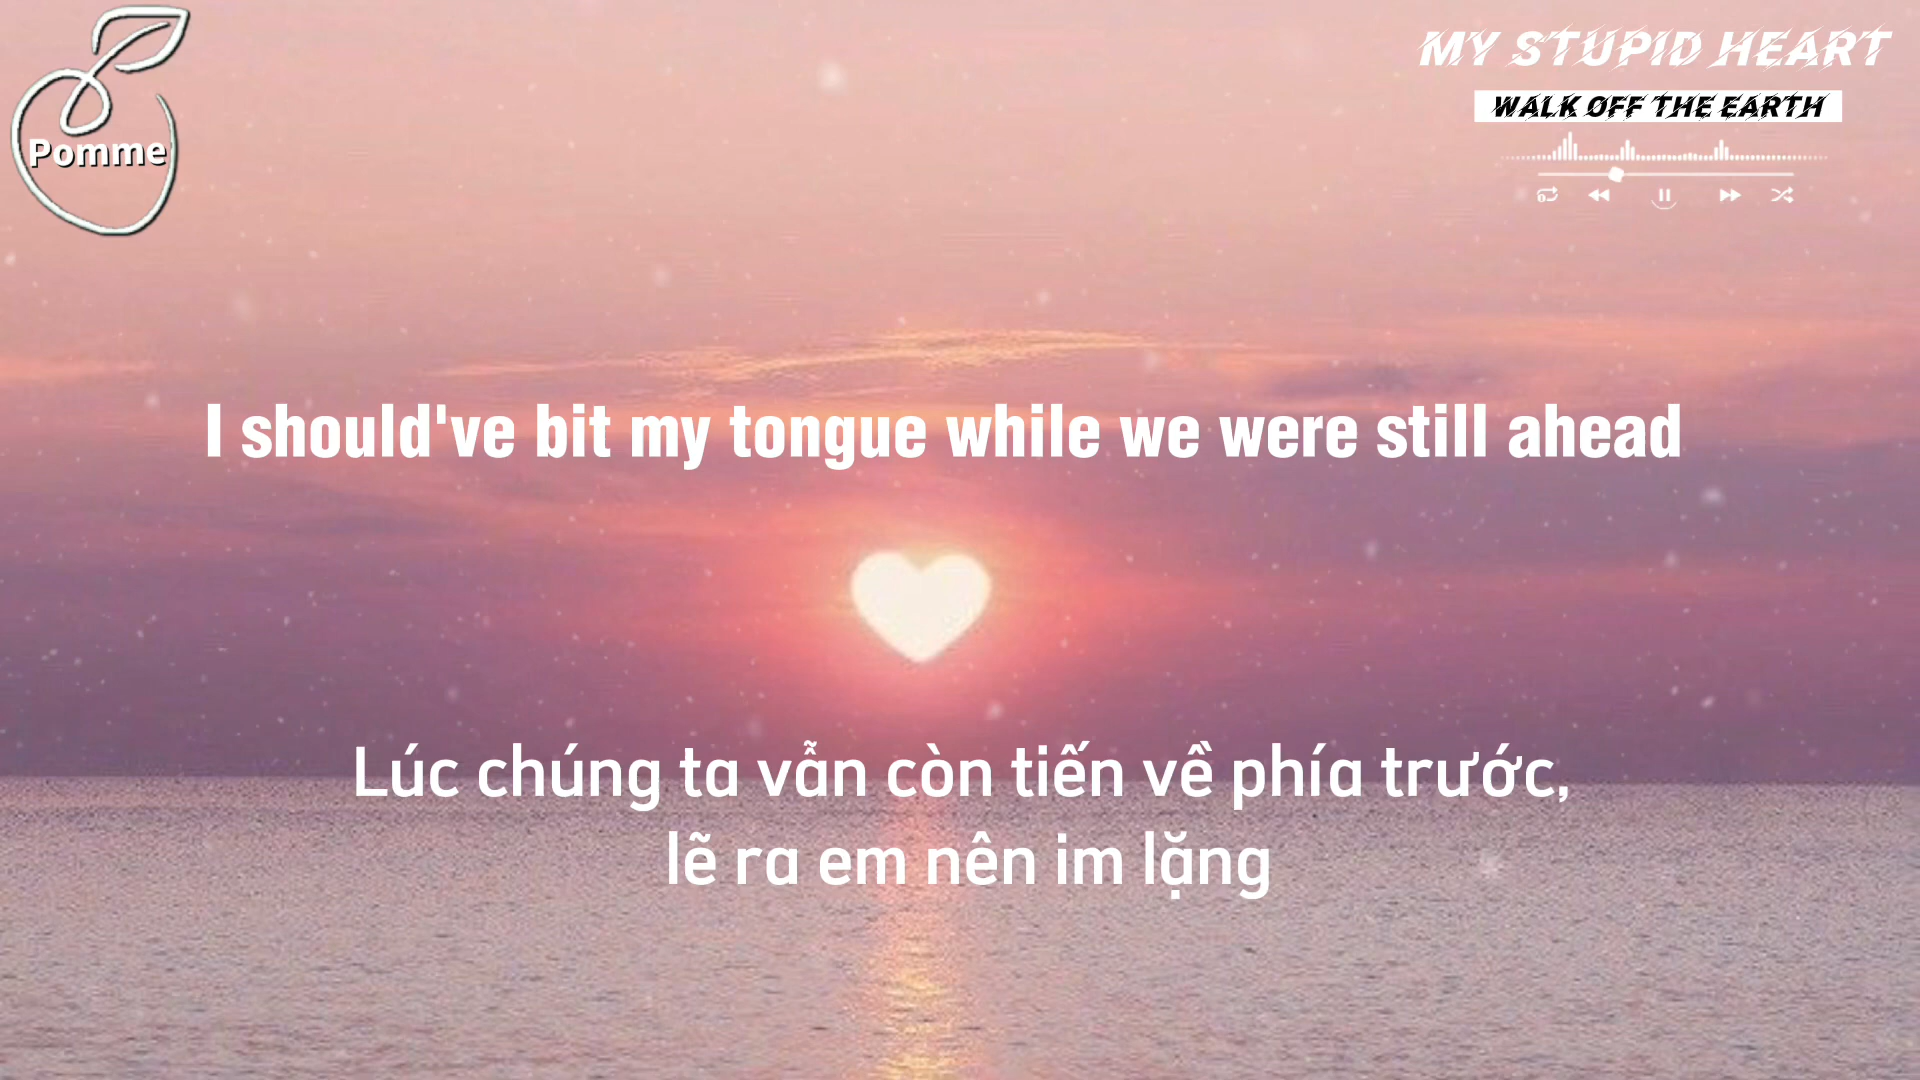 Pomme
MY STUPID HEART
WALK OFF THE EARTH
I should've bit my tongue while we were still ahead
Lúc chúng ta vẫn còn tiến về phía trước,
lẽ ra em nên im lặng